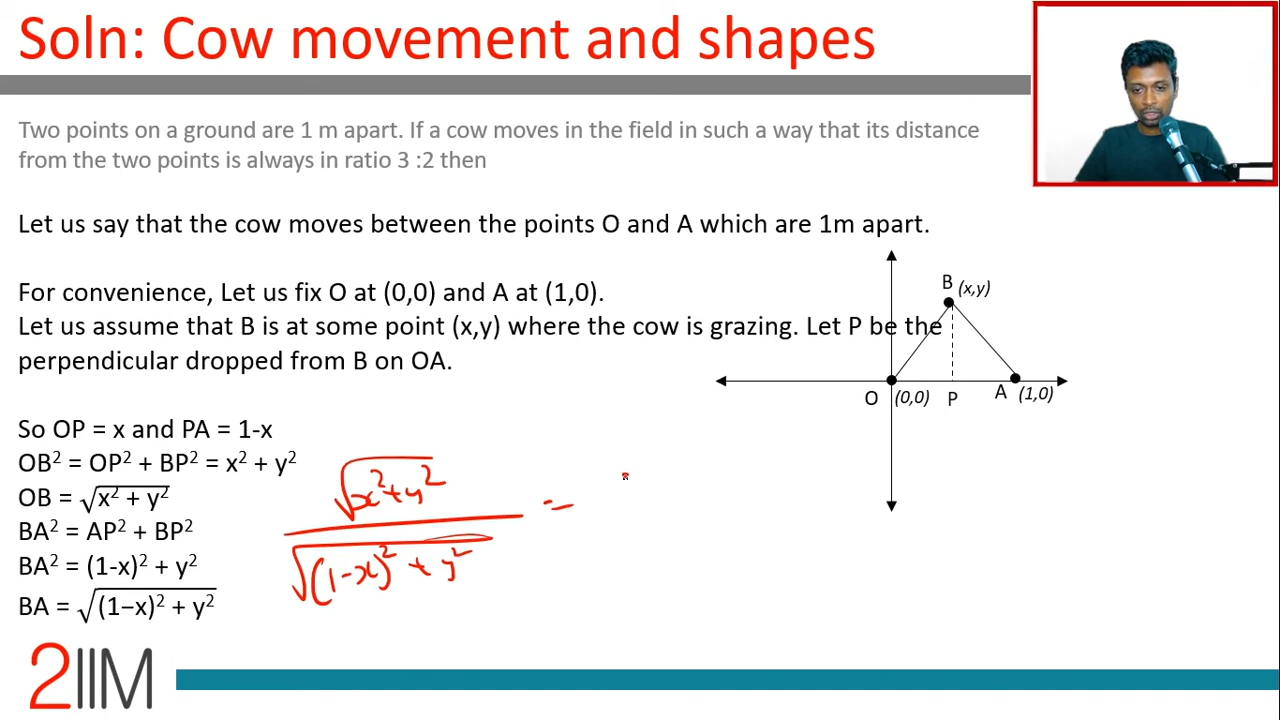 Soln: Cow movement and shapes
Two points on a ground are 1 m apart. If a cow moves in the field in such a way that its distance
from the two points is always in ratio 3 :2 then
Let us say that the cow moves between the points O and A which are 1m apart.
For convenience, Let us fix O at (0,0) and A at (1,0).
Let us assume that B is at some point (x,y) where the cow is grazing. Let P be the
perpendicular dropped from B on OA.
B (x,y)
O (0,0) P A (1,0)
So OP = x and PA = 1-x
OB² = OP² + BP² = x² + y²
OB = √x² + y²
BA² = AP² + BP²
BA² = (1-x)² + y²
BA = √(1−x)² + y²
√x²+y²
=
√(1-x)² + y²
2IIM